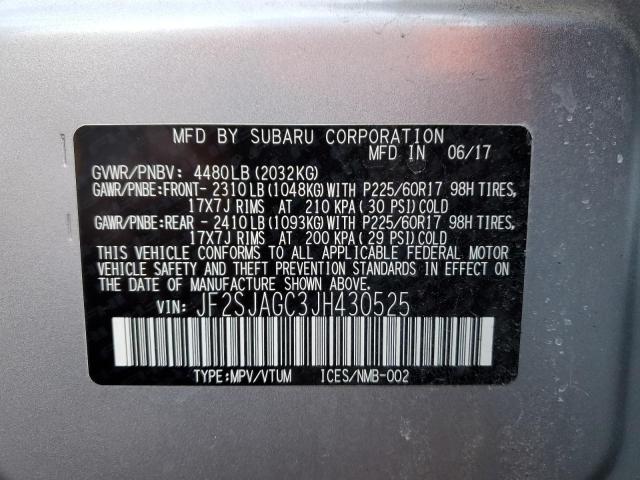 MFD BY SUBARU CORPORATION
MFD IN 06/17
GVWR/PNBV: 4480LB (2032KG)
GAWR/PNBE:FRONT- 2310LB (1048KG) WITH P225/60R17 98H TIRES,
17X7J RIMS AT 210 KPA (30 PSI) COLD
GAWR/PNBE:REAR - 2410LB (1093KG) WITH P225/60R17 98H TIRES,
17X7J RIMS AT 200 KPA (29 PSI) COLD
THIS VEHICLE CONFORMS TO ALL APPLICABLE FEDERAL MOTOR
VEHICLE SAFETY AND THEFT PREVENTION STANDARDS IN EFFECT
ON THE DATE OF MANUFACTURE SHOWN ABOVE.
VIN: JF2SJAGC3JH430525
TYPE:MPV/VTUM ICES/NMB-002